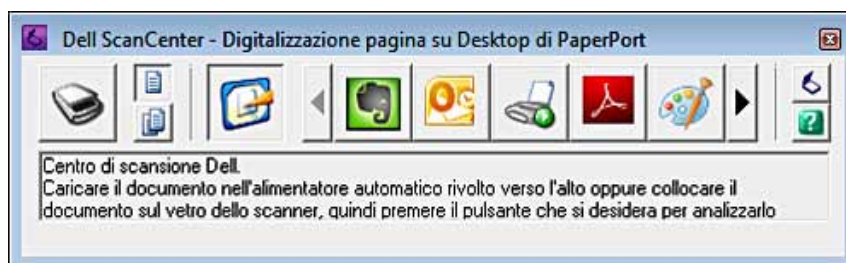 Dell ScanCenter - Digitalizzazione pagina su Desktop di PaperPort
Centro di scansione Dell.
Caricare il documento nell'alimentatore automatico rivolto verso l'alto oppure collocare il
documento sul vetro dello scanner, quindi premere il pulsante che si desidera per analizzarlo